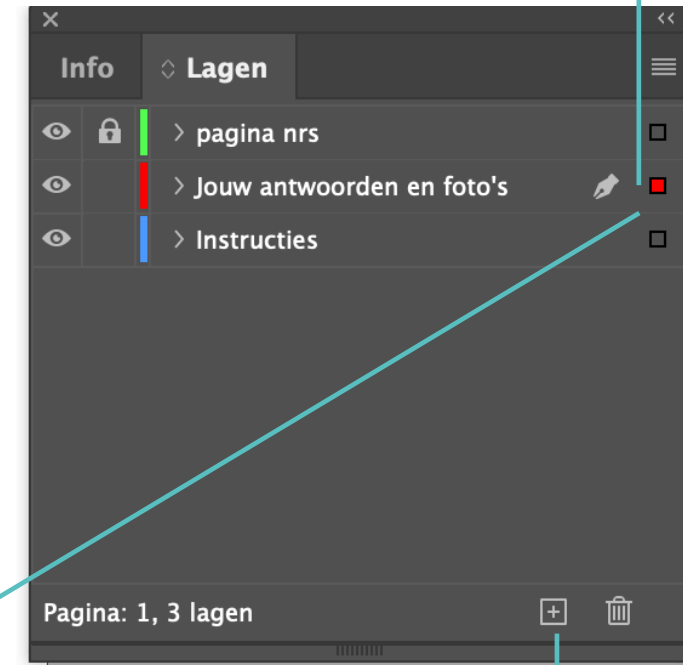 Info
Lagen
pagina nrs
Jouw antwoorden en foto's
Instructies
Pagina: 1, 3 lagen